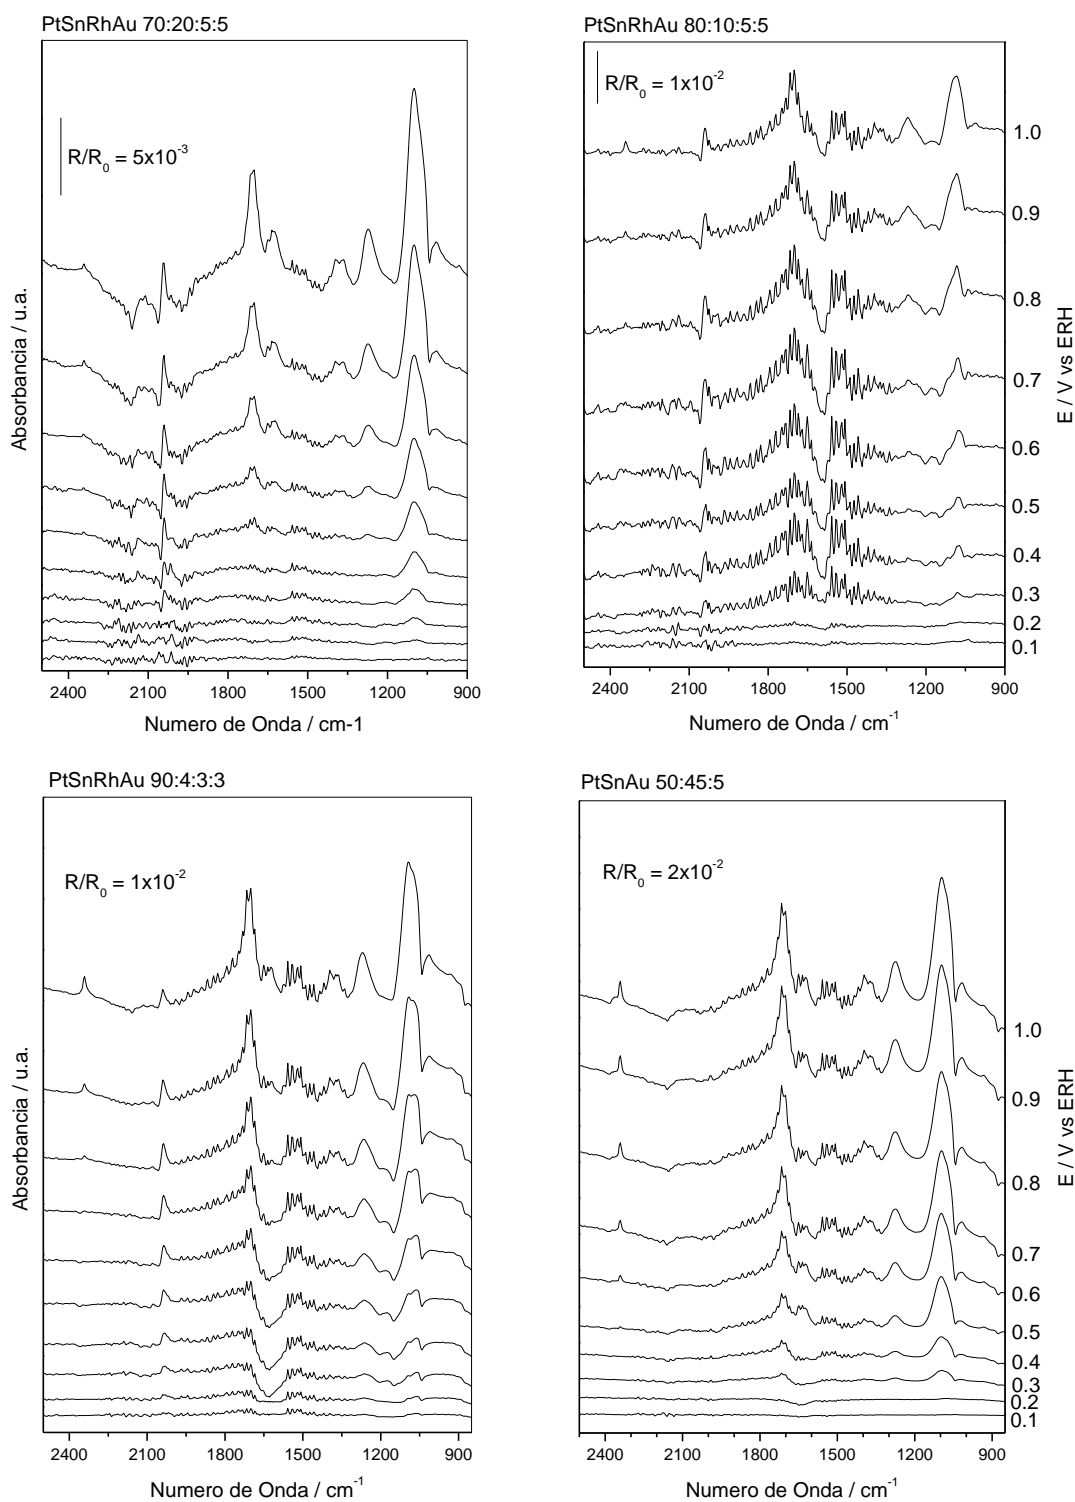 PtSnRhAu 70:20:5:5
R/R0 = 5x10-3
Absorbancia / u.a.
2400 2100 1800 1500 1200 900
Numero de Onda / cm-1
PtSnRhAu 80:10:5:5
R/R0 = 1x10-2
1.0
0.9
0.8
0.7
0.6
0.5
0.4
0.3
0.2
0.1
E / V vs ERH
2400 2100 1800 1500 1200 900
Numero de Onda / cm-1
PtSnRhAu 90:4:3:3
R/R0 = 1x10-2
Absorbancia / u.a.
2400 2100 1800 1500 1200 900
Numero de Onda / cm-1
PtSnAu 50:45:5
R/R0 = 2x10-2
1.0
0.9
0.8
0.7
0.6
0.5
0.4
0.3
0.2
0.1
E / V vs ERH
2400 2100 1800 1500 1200 900
Numero de Onda / cm-1